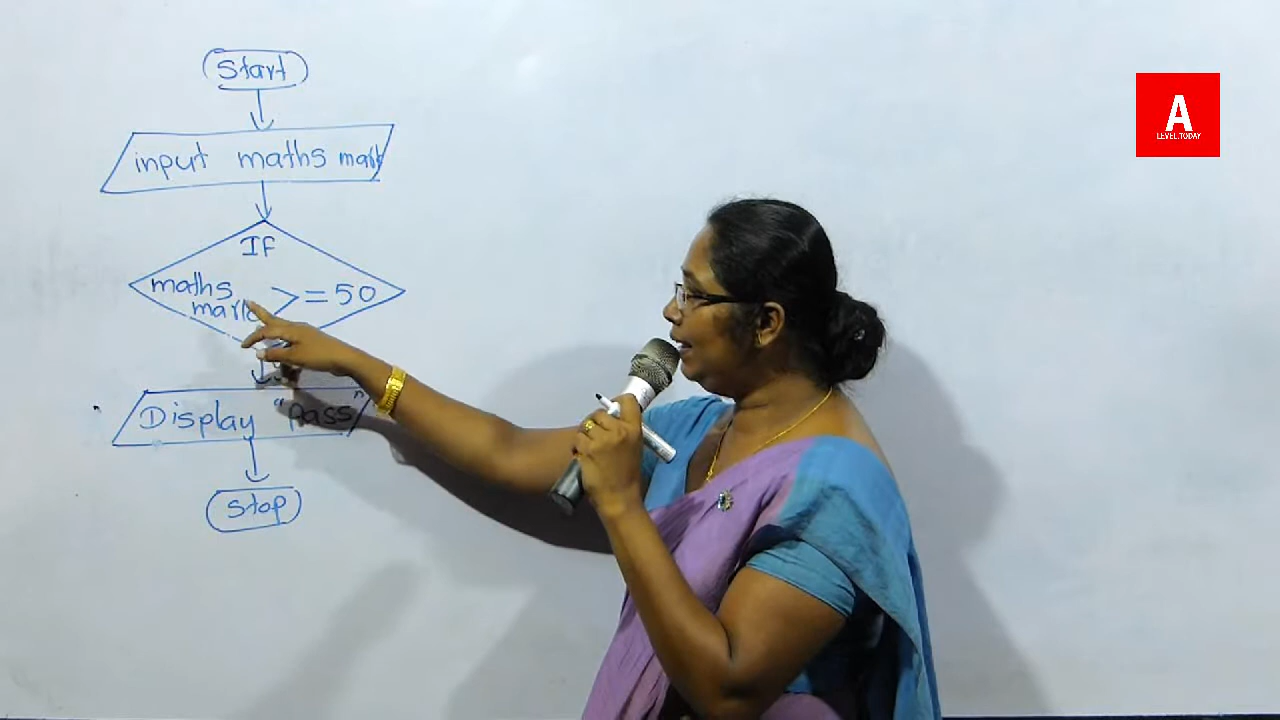 Start
input maths mark
If
maths
mark >=50
Display "Pass"
Stop
A
LEVEL.TODAY